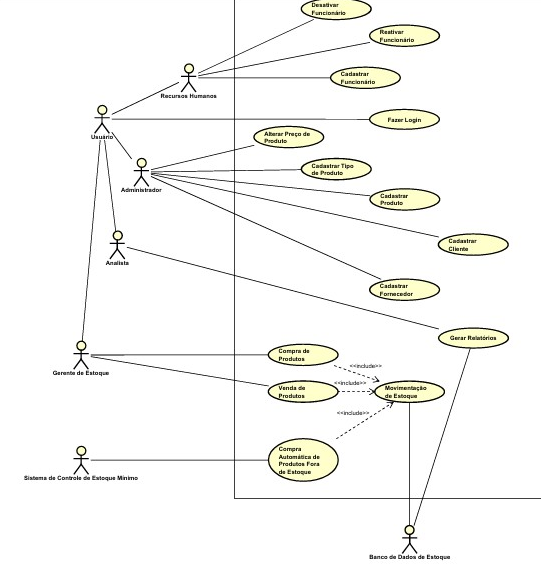 Desativar
Funcionário
Reativar
Funcionário
Cadastrar
Funcionário
Recursos Humanos
Fazer Login
Usuário
Alterar Preço de
Produto
Cadastrar Tipo
de Produto
Administrador
Cadastrar
Produto
Cadastrar
Cliente
Analista
Cadastrar
Fornecedor
Gerar Relatórios
Compra de
Produtos
<<include>>
Gerente de Estoque
<<include>>
Venda de
Produtos
Movimentação
de Estoque
<<include>>
Compra
Automática de
Produtos Fora
de Estoque
Sistema de Controle de Estoque Mínimo
Banco de Dados de Estoque